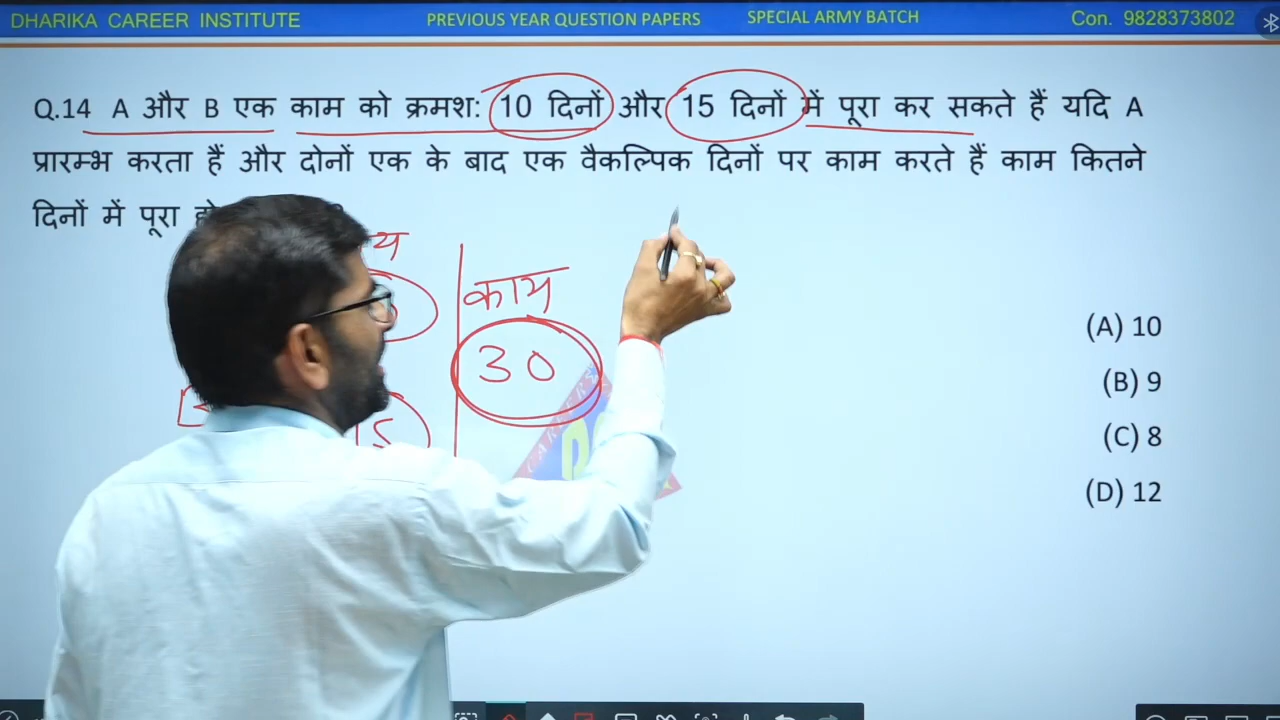 DHARIKA CAREER INSTITUTE PREVIOUS YEAR QUESTION PAPERS SPECIAL ARMY BATCH Con. 9828373802
Q.14 A और B एक काम को क्रमश: 10 दिनों और 15 दिनों में पूरा कर सकते हैं यदि A
प्रारम्भ करता हैं और दोनों एक के बाद एक वैकल्पिक दिनों पर काम करते हैं काम कितने
दिनों में पूरा
कार्य
30
15
(A) 10
(B) 9
(C) 8
(D) 12